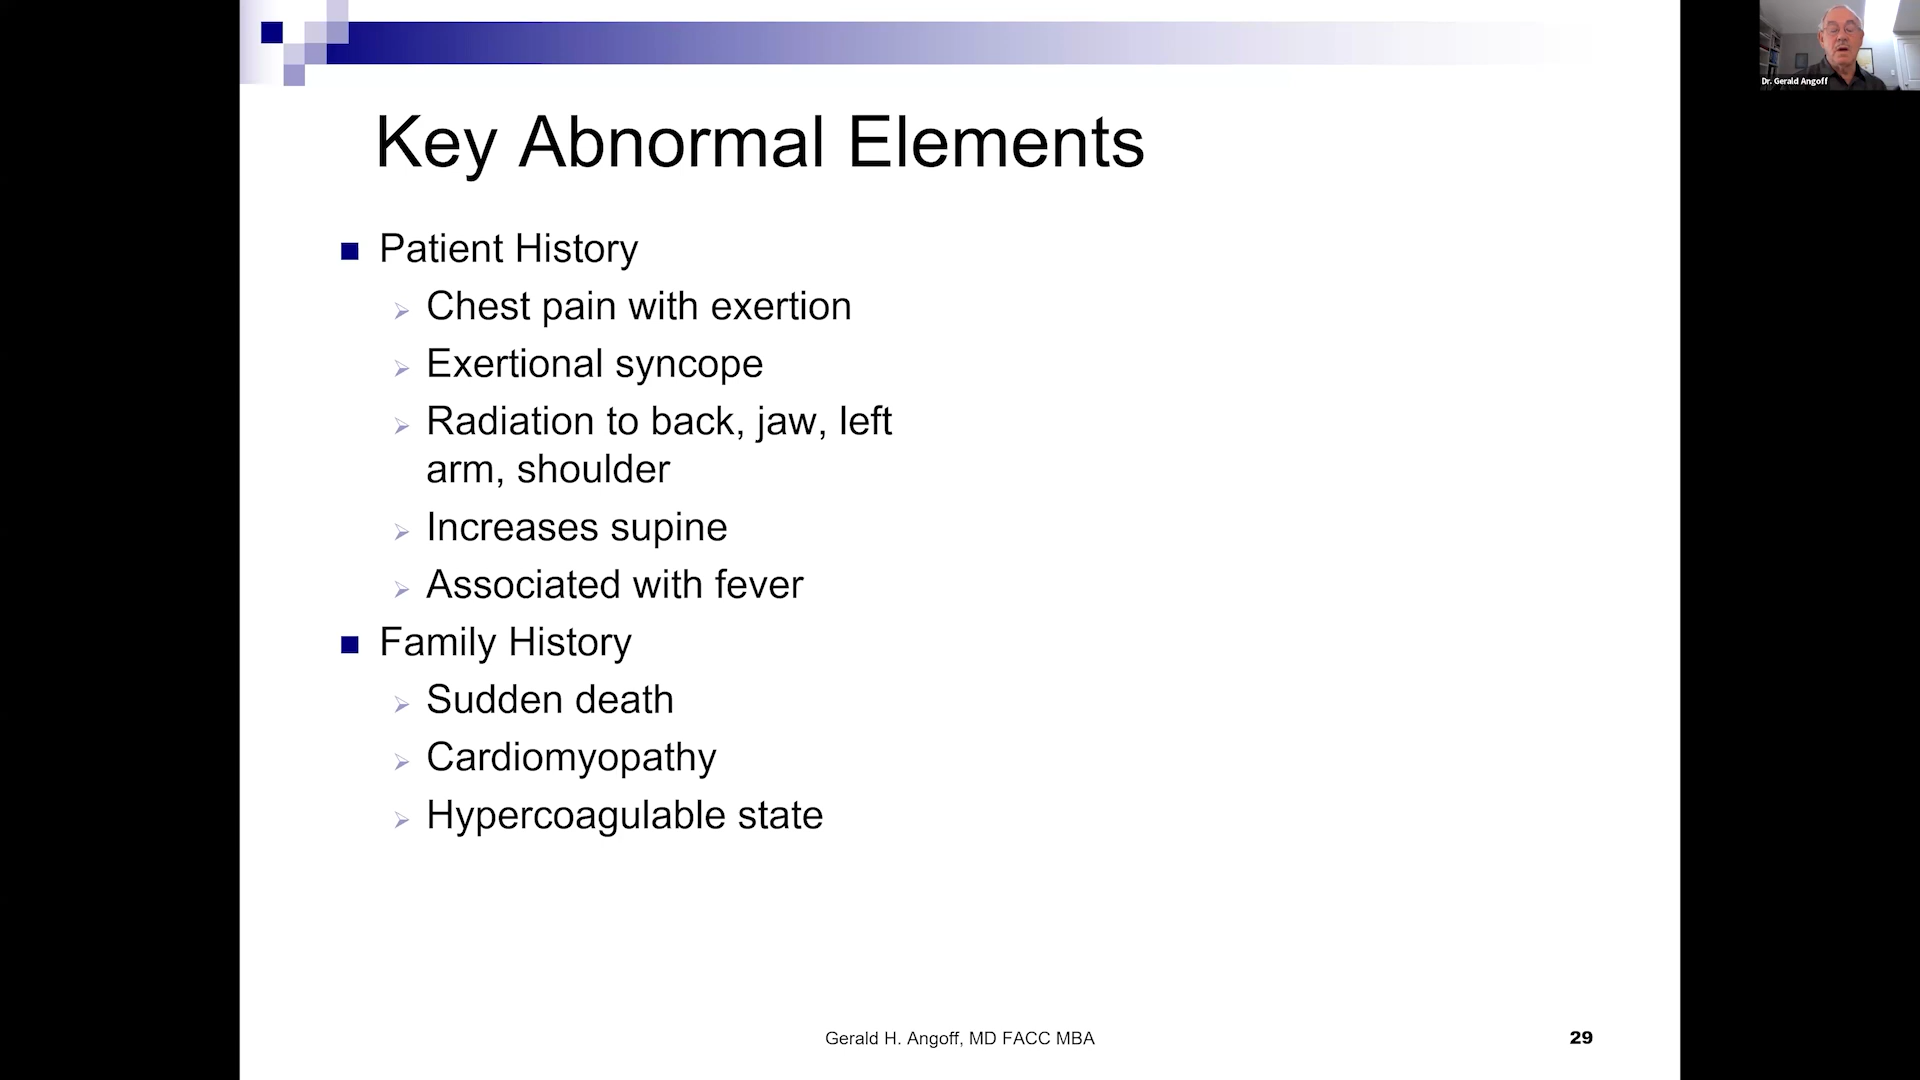 Dr. Gerald Angoff
Key Abnormal Elements
Patient History
Chest pain with exertion
Exertional syncope
Radiation to back, jaw, left
arm, shoulder
Increases supine
Associated with fever
Family History
Sudden death
Cardiomyopathy
Hypercoagulable state
Gerald H. Angoff, MD FACC MBA
29